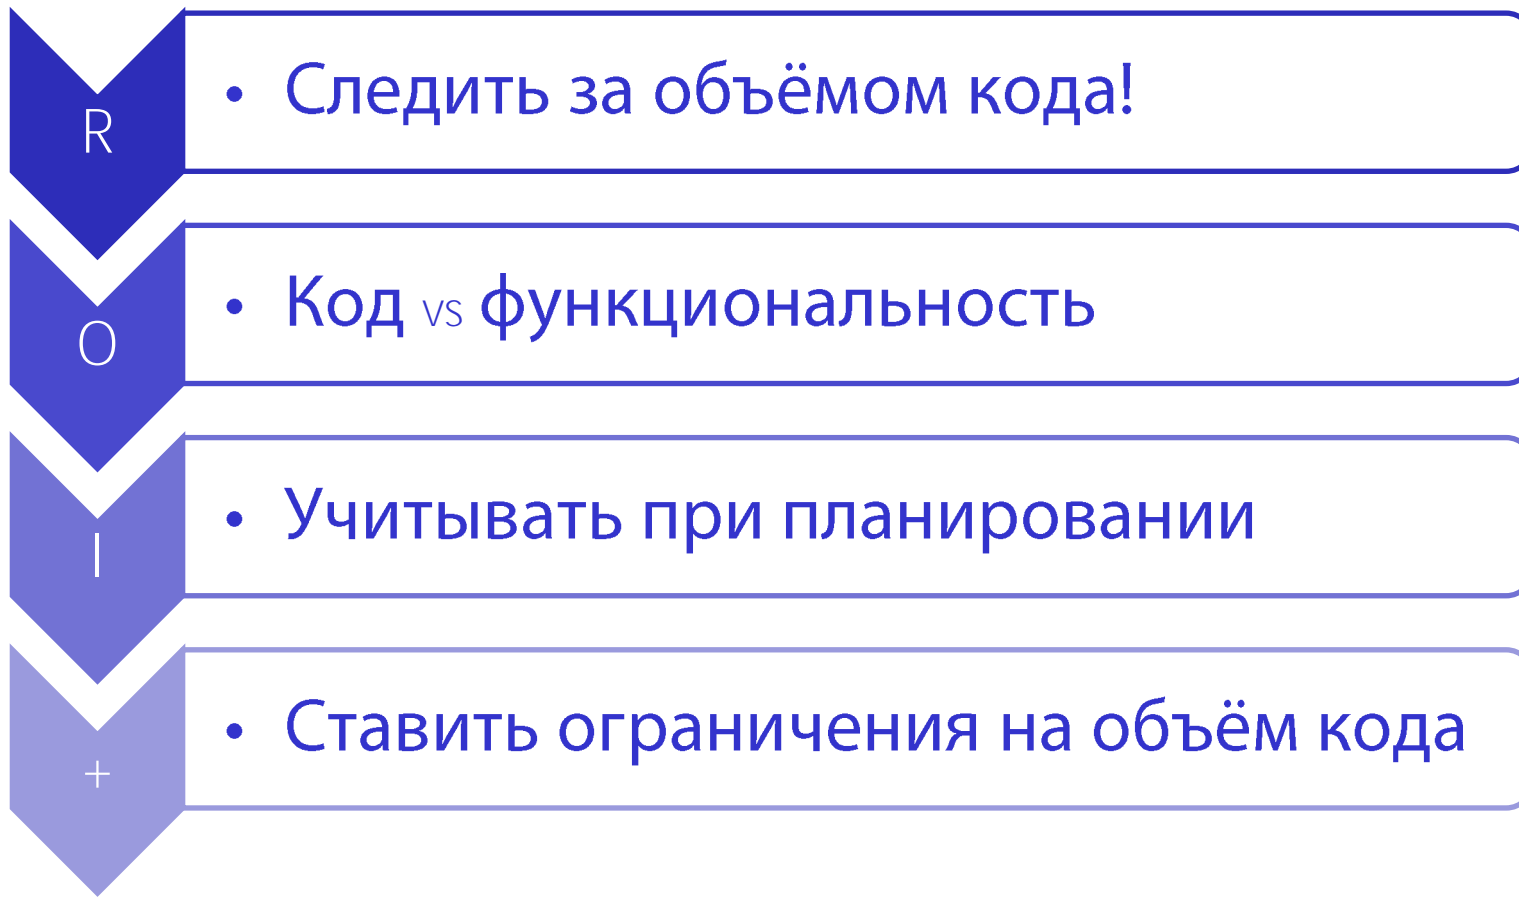 R
• Следить за объёмом кода!
O
• Код vs функциональность
I
• Учитывать при планировании
+
• Ставить ограничения на объём кода